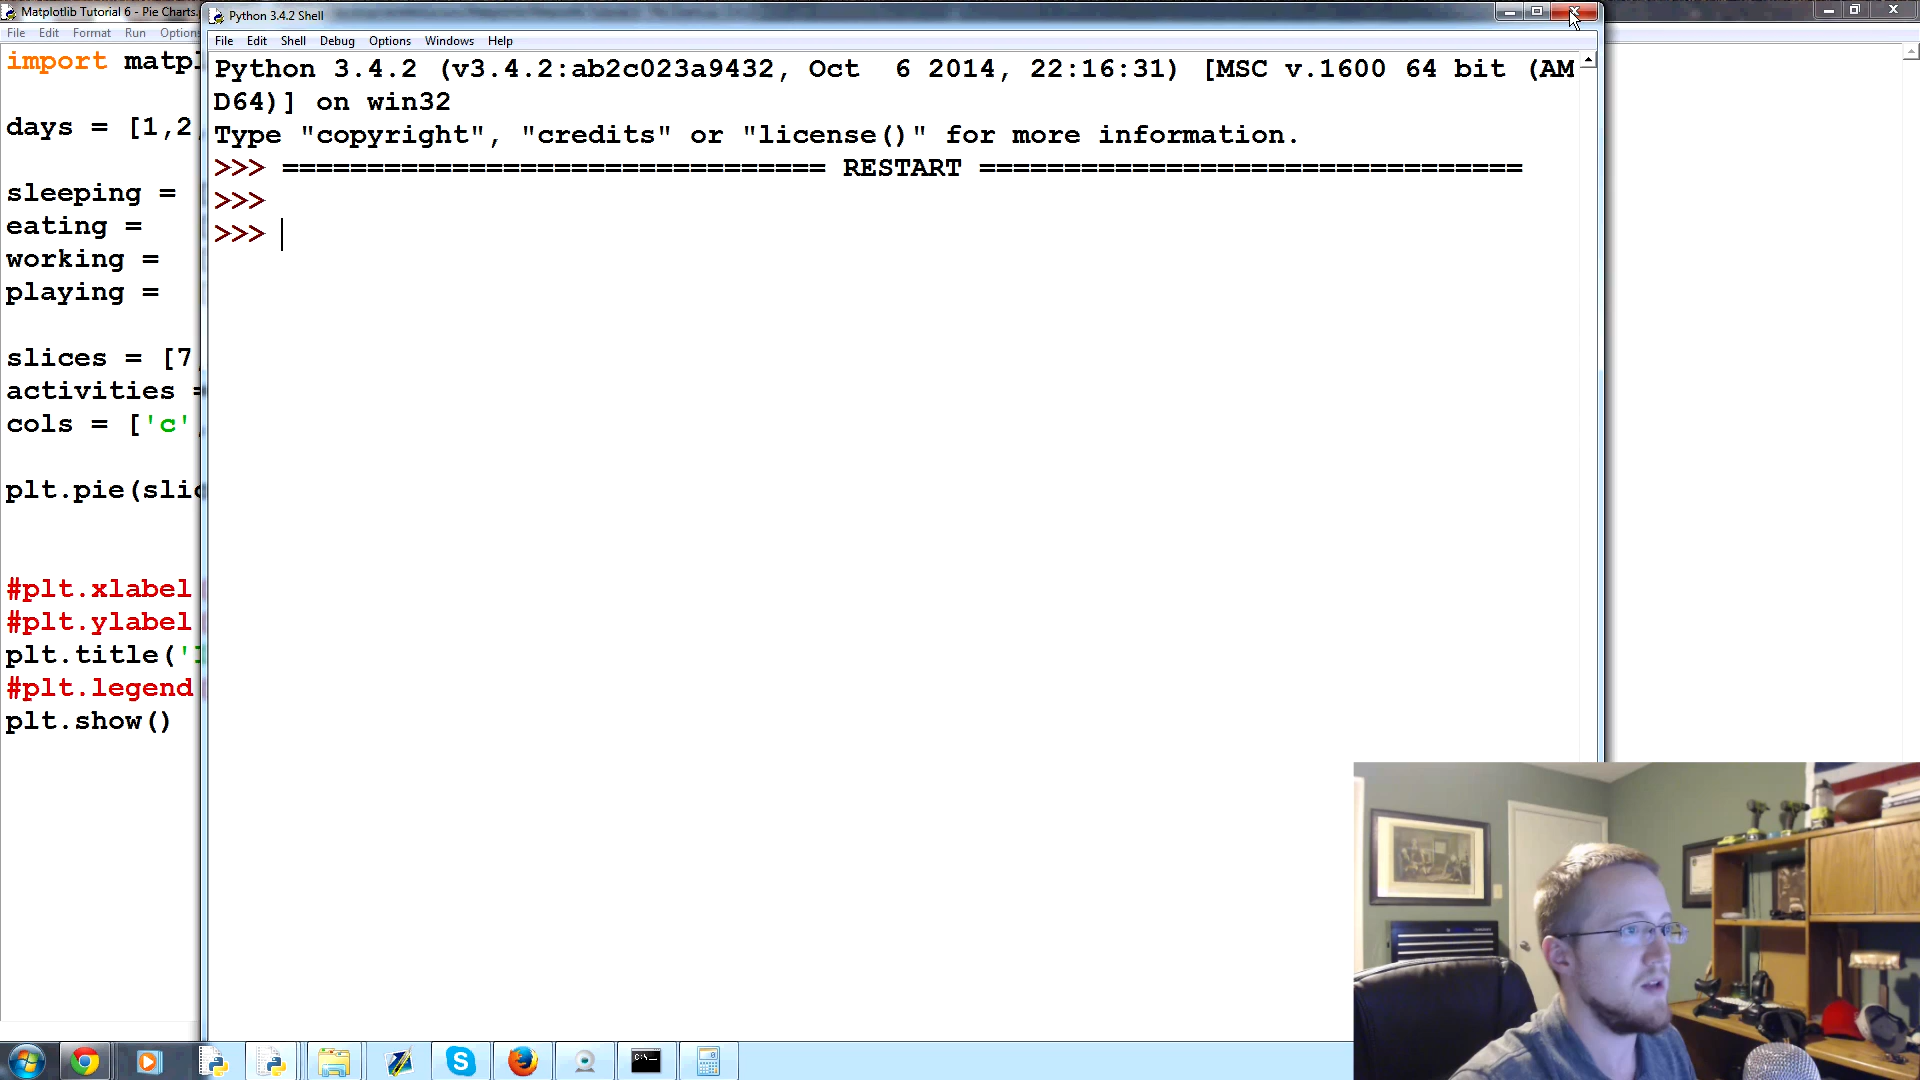 Matplotlib Tutorial 6 - Pie Charts.
File Edit Format Run Options
import matpl
days = [1,2,
sleeping =
eating =
working =
playing =
slices = [7,
activities =
cols = ['c',
plt.pie(slic
#plt.xlabel
#plt.ylabel
plt.title('
#plt.legend
plt.show()
Python 3.4.2 Shell
File Edit Shell Debug Options Windows Help
Python 3.4.2 (v3.4.2:ab2c023a9432, Oct  6 2014, 22:16:31) [MSC v.1600 64 bit (AM
D64)] on win32
Type "copyright", "credits" or "license()" for more information.
>>> ================================ RESTART ================================
>>>
>>>